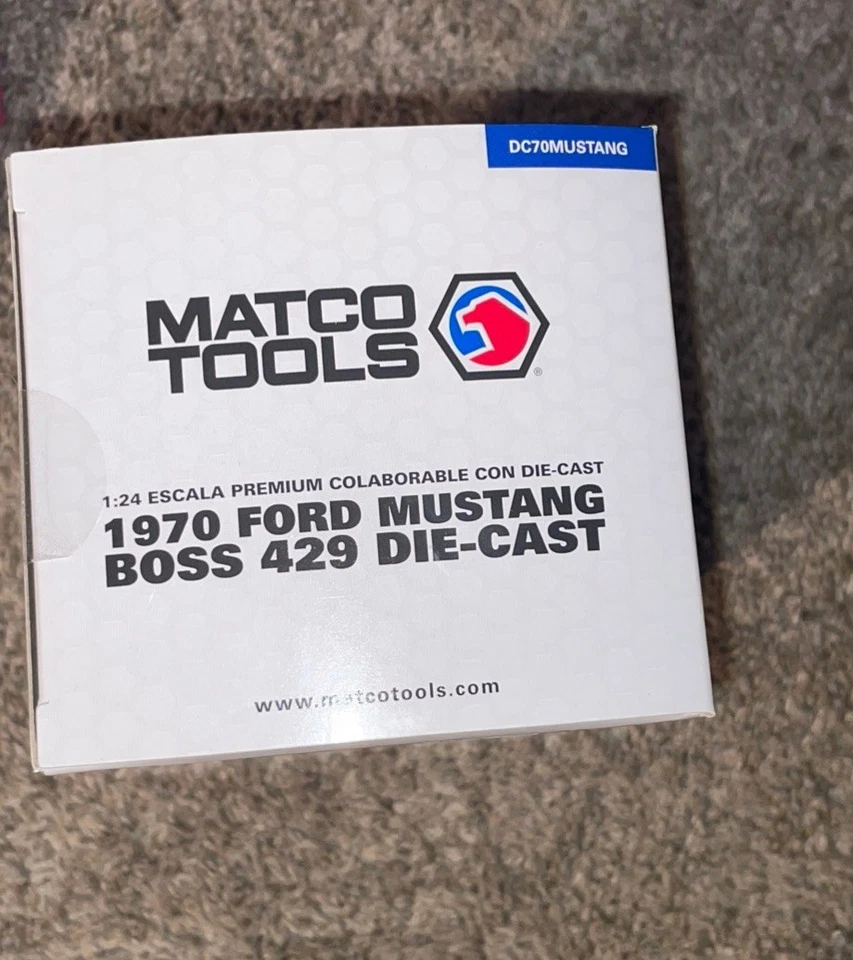 DC70MUSTANG
MATCO
TOOLS
®
1:24 ESCALA PREMIUM COLABORABLE CON DIE-CAST
1970 FORD MUSTANG
BOSS 429 DIE-CAST
www.matcotools.com